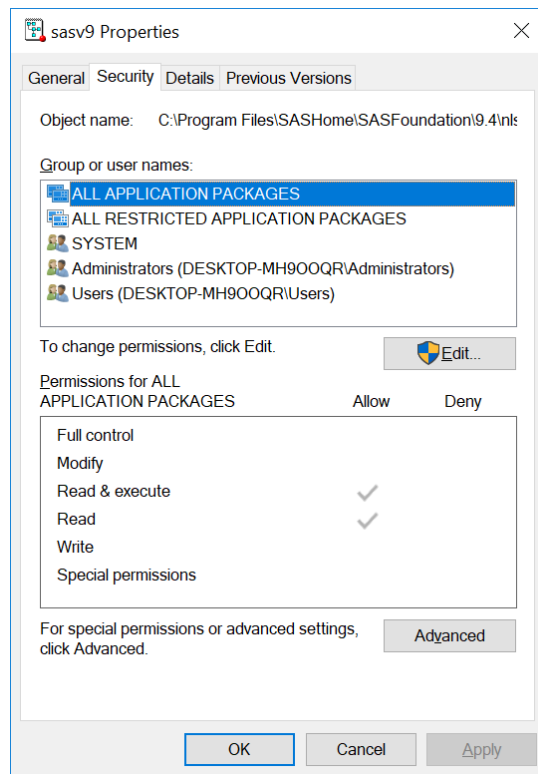 sasv9 Properties
General Security Details Previous Versions
Object name: C:\Program Files\SASHome\SASFoundation\9.4\nls
Group or user names:
ALL APPLICATION PACKAGES
ALL RESTRICTED APPLICATION PACKAGES
SYSTEM
Administrators (DESKTOP-MH9OOQR\Administrators)
Users (DESKTOP-MH9OOQR\Users)
To change permissions, click Edit.
Edit...
Permissions for ALL
APPLICATION PACKAGES Allow Deny
Full control
Modify
Read & execute
Read
Write
Special permissions
For special permissions or advanced settings,
click Advanced.
Advanced
OK Cancel Apply